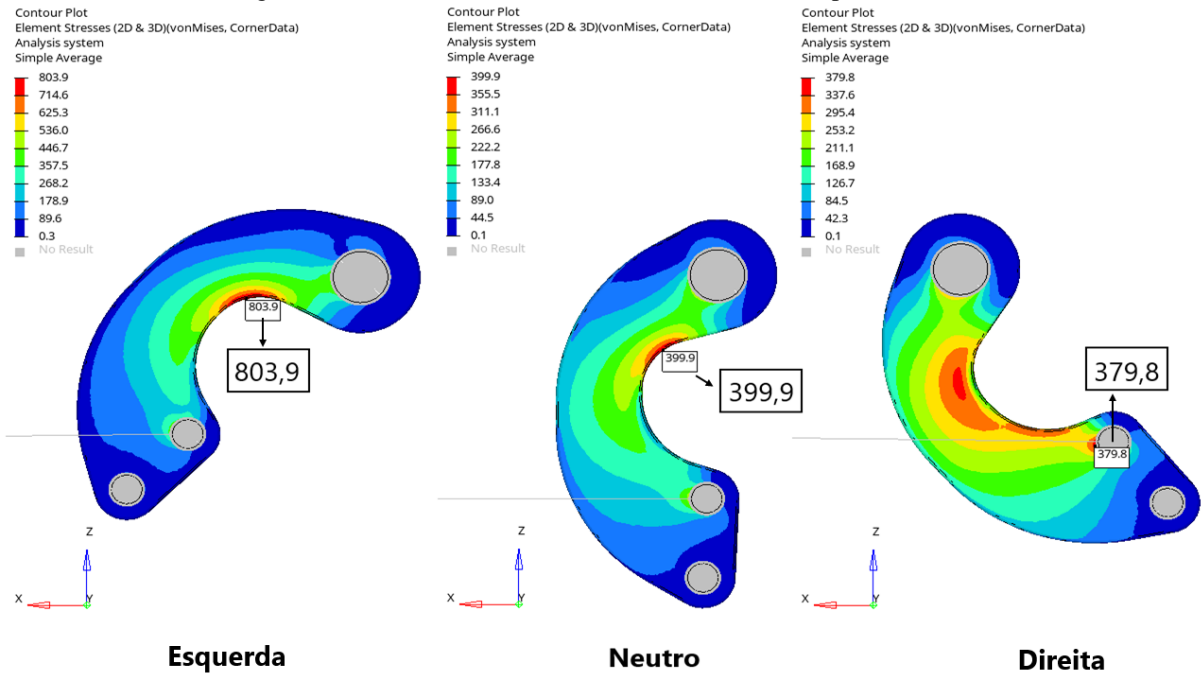 Contour Plot
Element Stresses (2D & 3D)(vonMises, CornerData)
Analysis system
Simple Average
803.9
714.6
625.3
536.0
446.7
357.5
268.2
178.9
89.6
0.3
No Result
803.9
803,9
Z
X
Y
Esquerda
Contour Plot
Element Stresses (2D & 3D)(vonMises, CornerData)
Analysis system
Simple Average
399.9
355.5
311.1
266.6
222.2
177.8
133.4
89.0
44.5
0.1
No Result
399.9
399,9
Z
X
Y
Neutro
Contour Plot
Element Stresses (2D & 3D)(vonMises, CornerData)
Analysis system
Simple Average
379.8
337.6
295.4
253.2
211.1
168.9
126.7
84.5
42.3
0.1
No Result
379,8
379.8
Z
X
Y
Direita